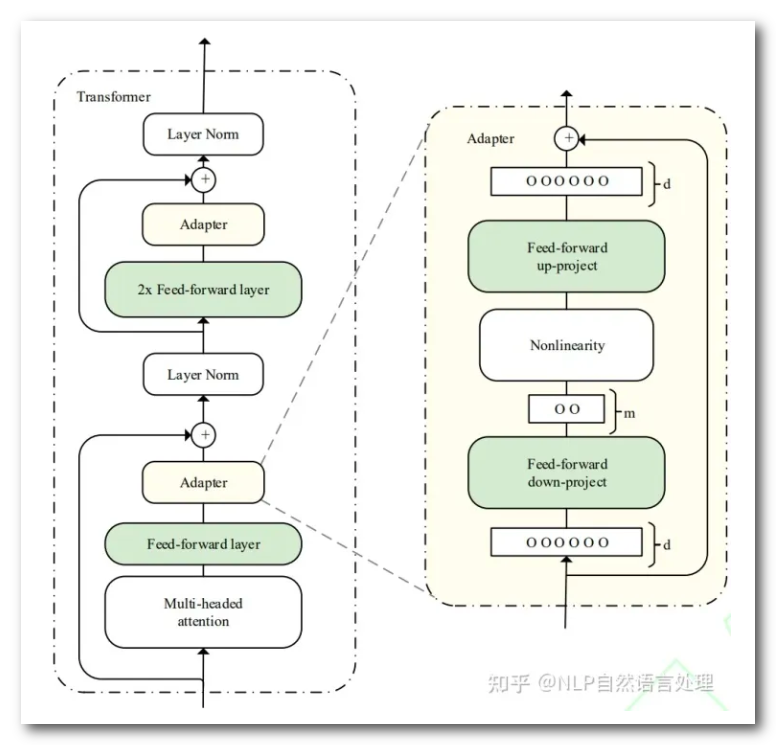 Transformer
Layer Norm
+
Adapter
2x Feed-forward layer
Layer Norm
+
Adapter
Feed-forward layer
Multi-headed
attention
Adapter
+
O O O O O O
d
Feed-forward
up-project
Nonlinearity
O O
m
Feed-forward
down-project
O O O O O O
d
知乎 @NLP自然语言处理